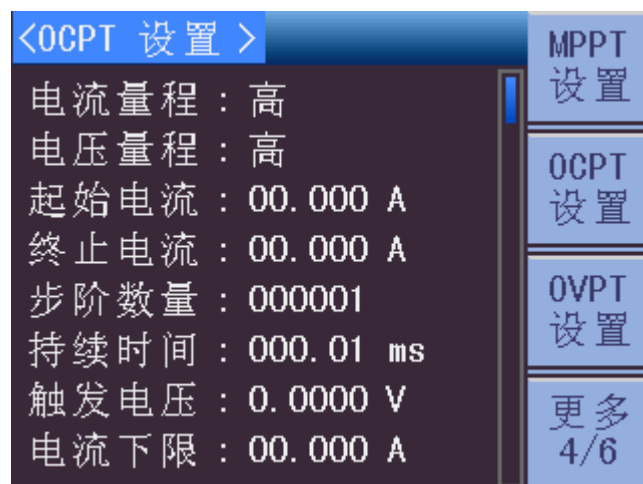 <OCPT 设置 >
电流量程 : 高
电压量程 : 高
起始电流 : 00.000 A
终止电流 : 00.000 A
步阶数量 : 000001
持续时间 : 000.01 ms
触发电压 : 0.0000 V
电流下限 : 00.000 A
MPPT
设置
OCPT
设置
OVPT
设置
更多
4/6